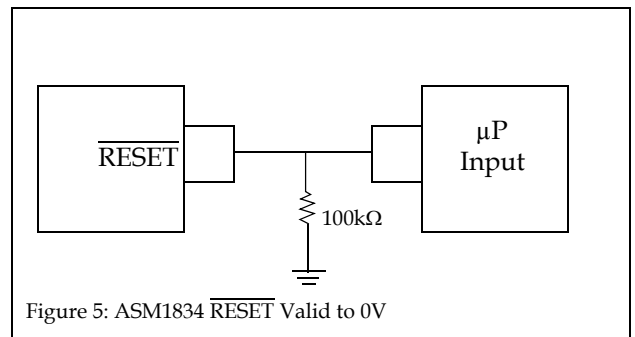 RESET
µP
Input
100kΩ
Figure 5: ASM1834 RESET Valid to 0V